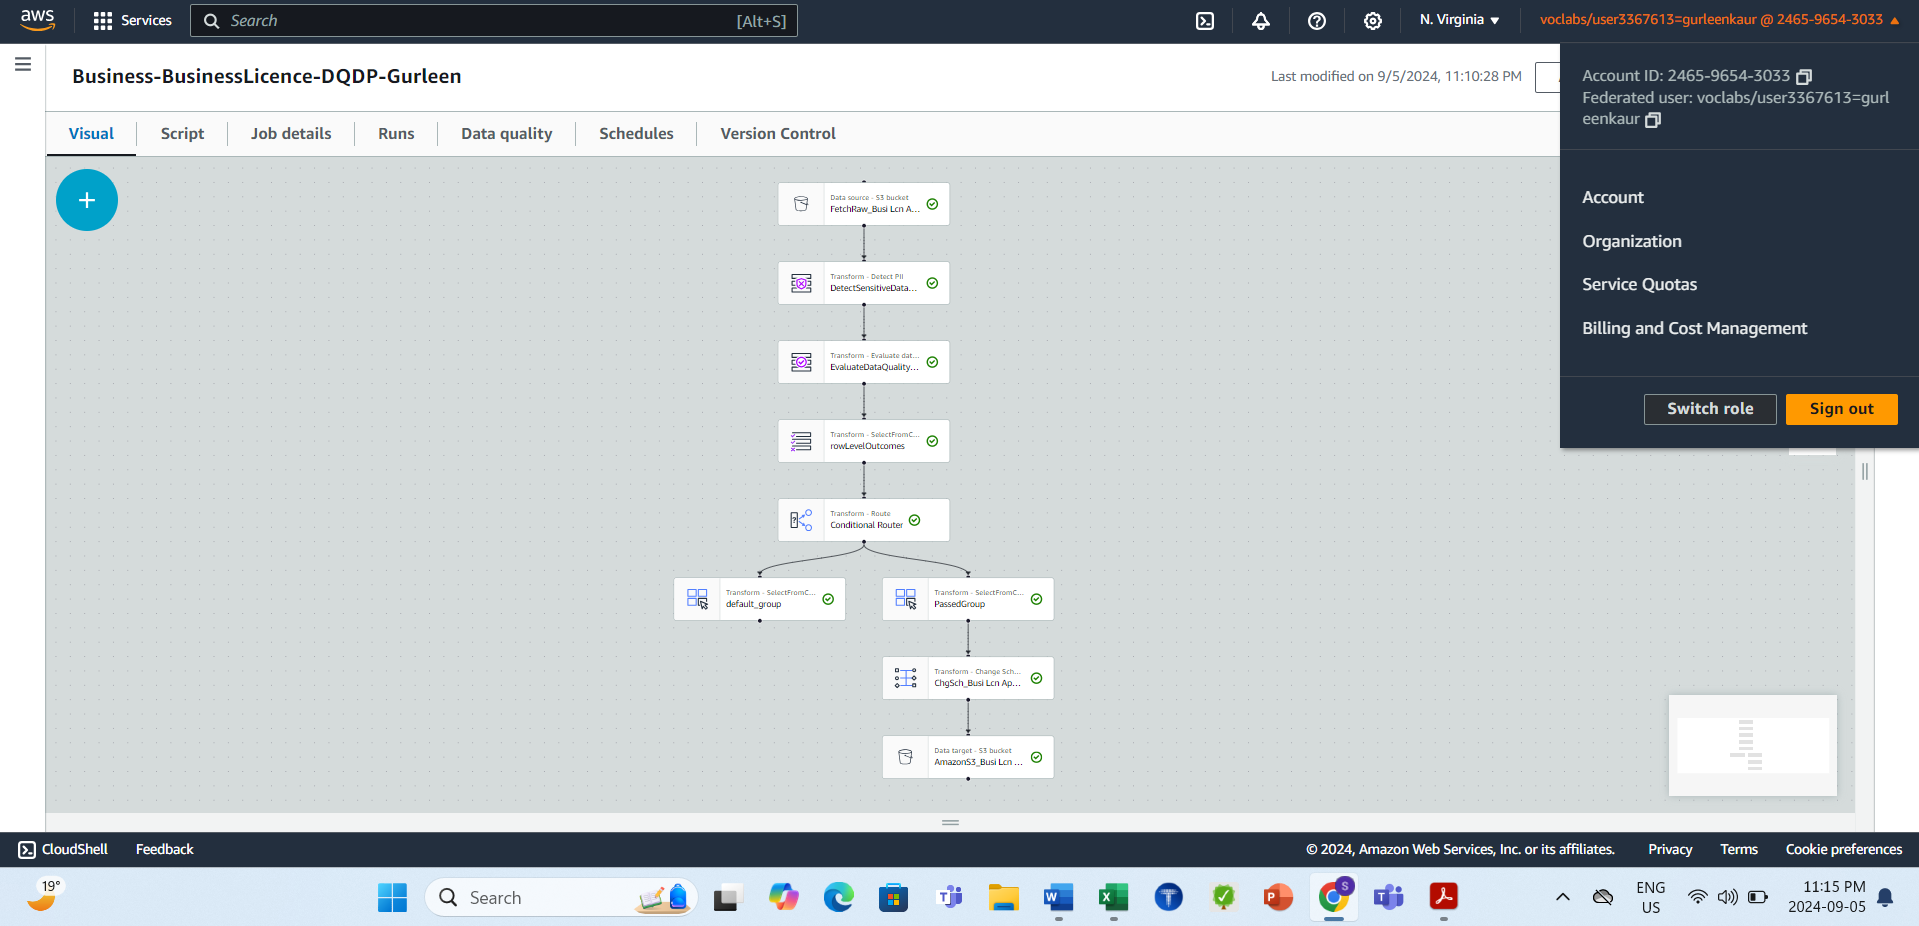 aws
Services
Search
[Alt+S]
N. Virginia
voclabs/user3367613=gurleenkaur @ 2465-9654-3033
Business-BusinessLicence-DQDP-Gurleen
Last modified on 9/5/2024, 11:10:28 PM
Account ID: 2465-9654-3033
Federated user: voclabs/user3367613=gurl
eenkaur
Account
Organization
Service Quotas
Billing and Cost Management
Switch role
Sign out
Visual
Script
Job details
Runs
Data quality
Schedules
Version Control
Data source - S3 bucket
FetchRaw_Busi Lcn A...
Transform - Detect PII
DetectSensitiveData...
Transform - Evaluate dat...
EvaluateDataQuality...
Transform - SelectFromC...
rowLevelOutcomes
Transform - Route
Conditional Router
Transform - SelectFromC...
default_group
Transform - SelectFromC...
PassedGroup
Transform - Change Sch...
ChgSch_Busi Lcn Ap...
Data target - S3 bucket
AmazonS3_Busi Lcn ...
CloudShell
Feedback
© 2024, Amazon Web Services, Inc. or its affiliates.
Privacy
Terms
Cookie preferences
19°
Search
S
ENG
US
11:15 PM
2024-09-05